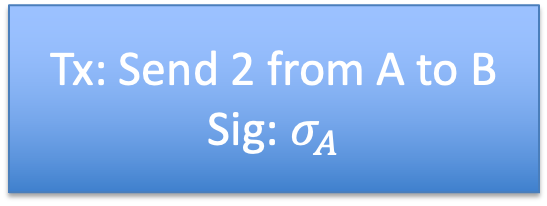 Tx: Send 2 from A to B
Sig: σ_A